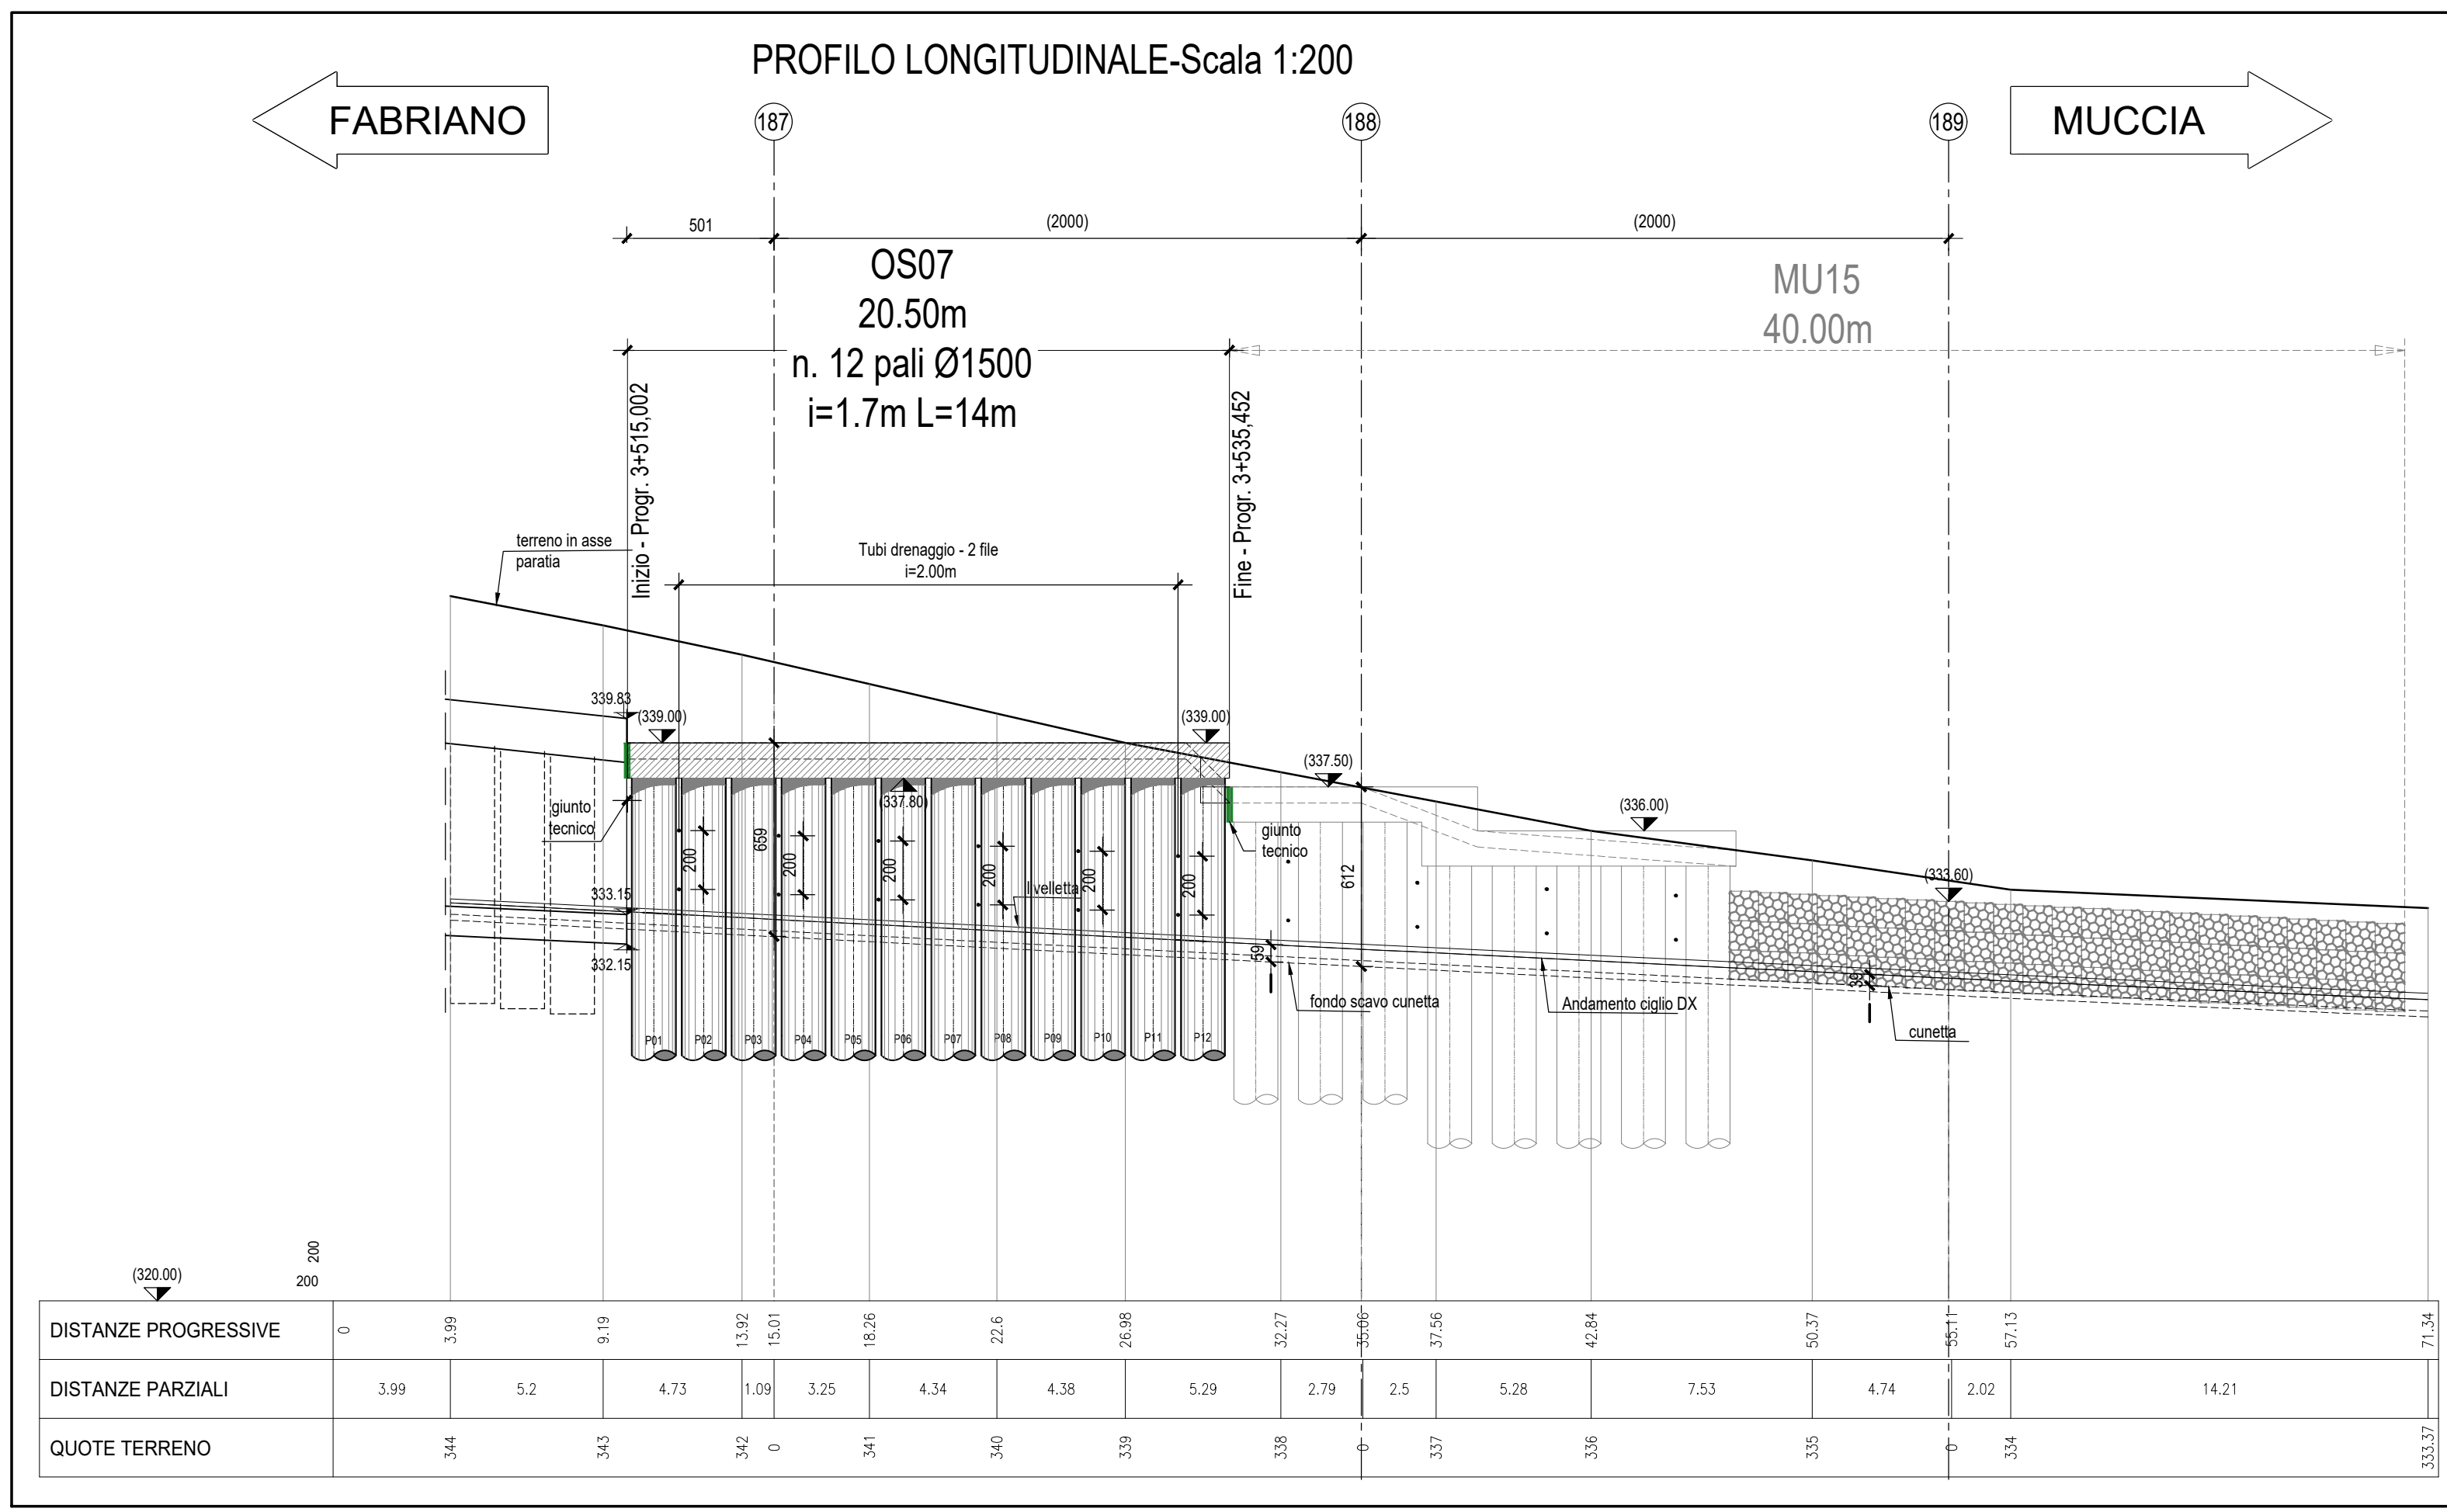 PROFILO LONGITUDINALE-Scala 1:200
FABRIANO
187
188
189
MUCCIA
501
(2000)
(2000)
OS07
20.50m
n. 12 pali Ø1500
i=1.7m L=14m
MU15
40.00m
Inizio - Progr. 3+515,002
Fine - Progr. 3+535,452
terreno in asse
paratia
Tubi drenaggio - 2 file
i=2.00m
339.83
(339.00)
(339.00)
(337.50)
(337.80)
(336.00)
giunto
tecnico
giunto
tecnico
659
200
200
200
200
200
200
612
livelletta
(333.60)
333.15
332.15
59
39
fondo scavo cunetta
Andamento ciglio DX
cunetta
P01
P02
P03
P04
P05
P06
P07
P08
P09
P10
P11
P12
200
200
(320.00)
DISTANZE PROGRESSIVE 0 3.99 9.19 13.92 15.01 18.26 22.6 26.98 32.27 35.06 37.56 42.84 50.37 55.11 57.13 71.34
DISTANZE PARZIALI 3.99 5.2 4.73 1.09 3.25 4.34 4.38 5.29 2.79 2.5 5.28 7.53 4.74 2.02 14.21
QUOTE TERRENO 344 343 342 0 341 340 339 338 0 337 336 335 0 334 333.37